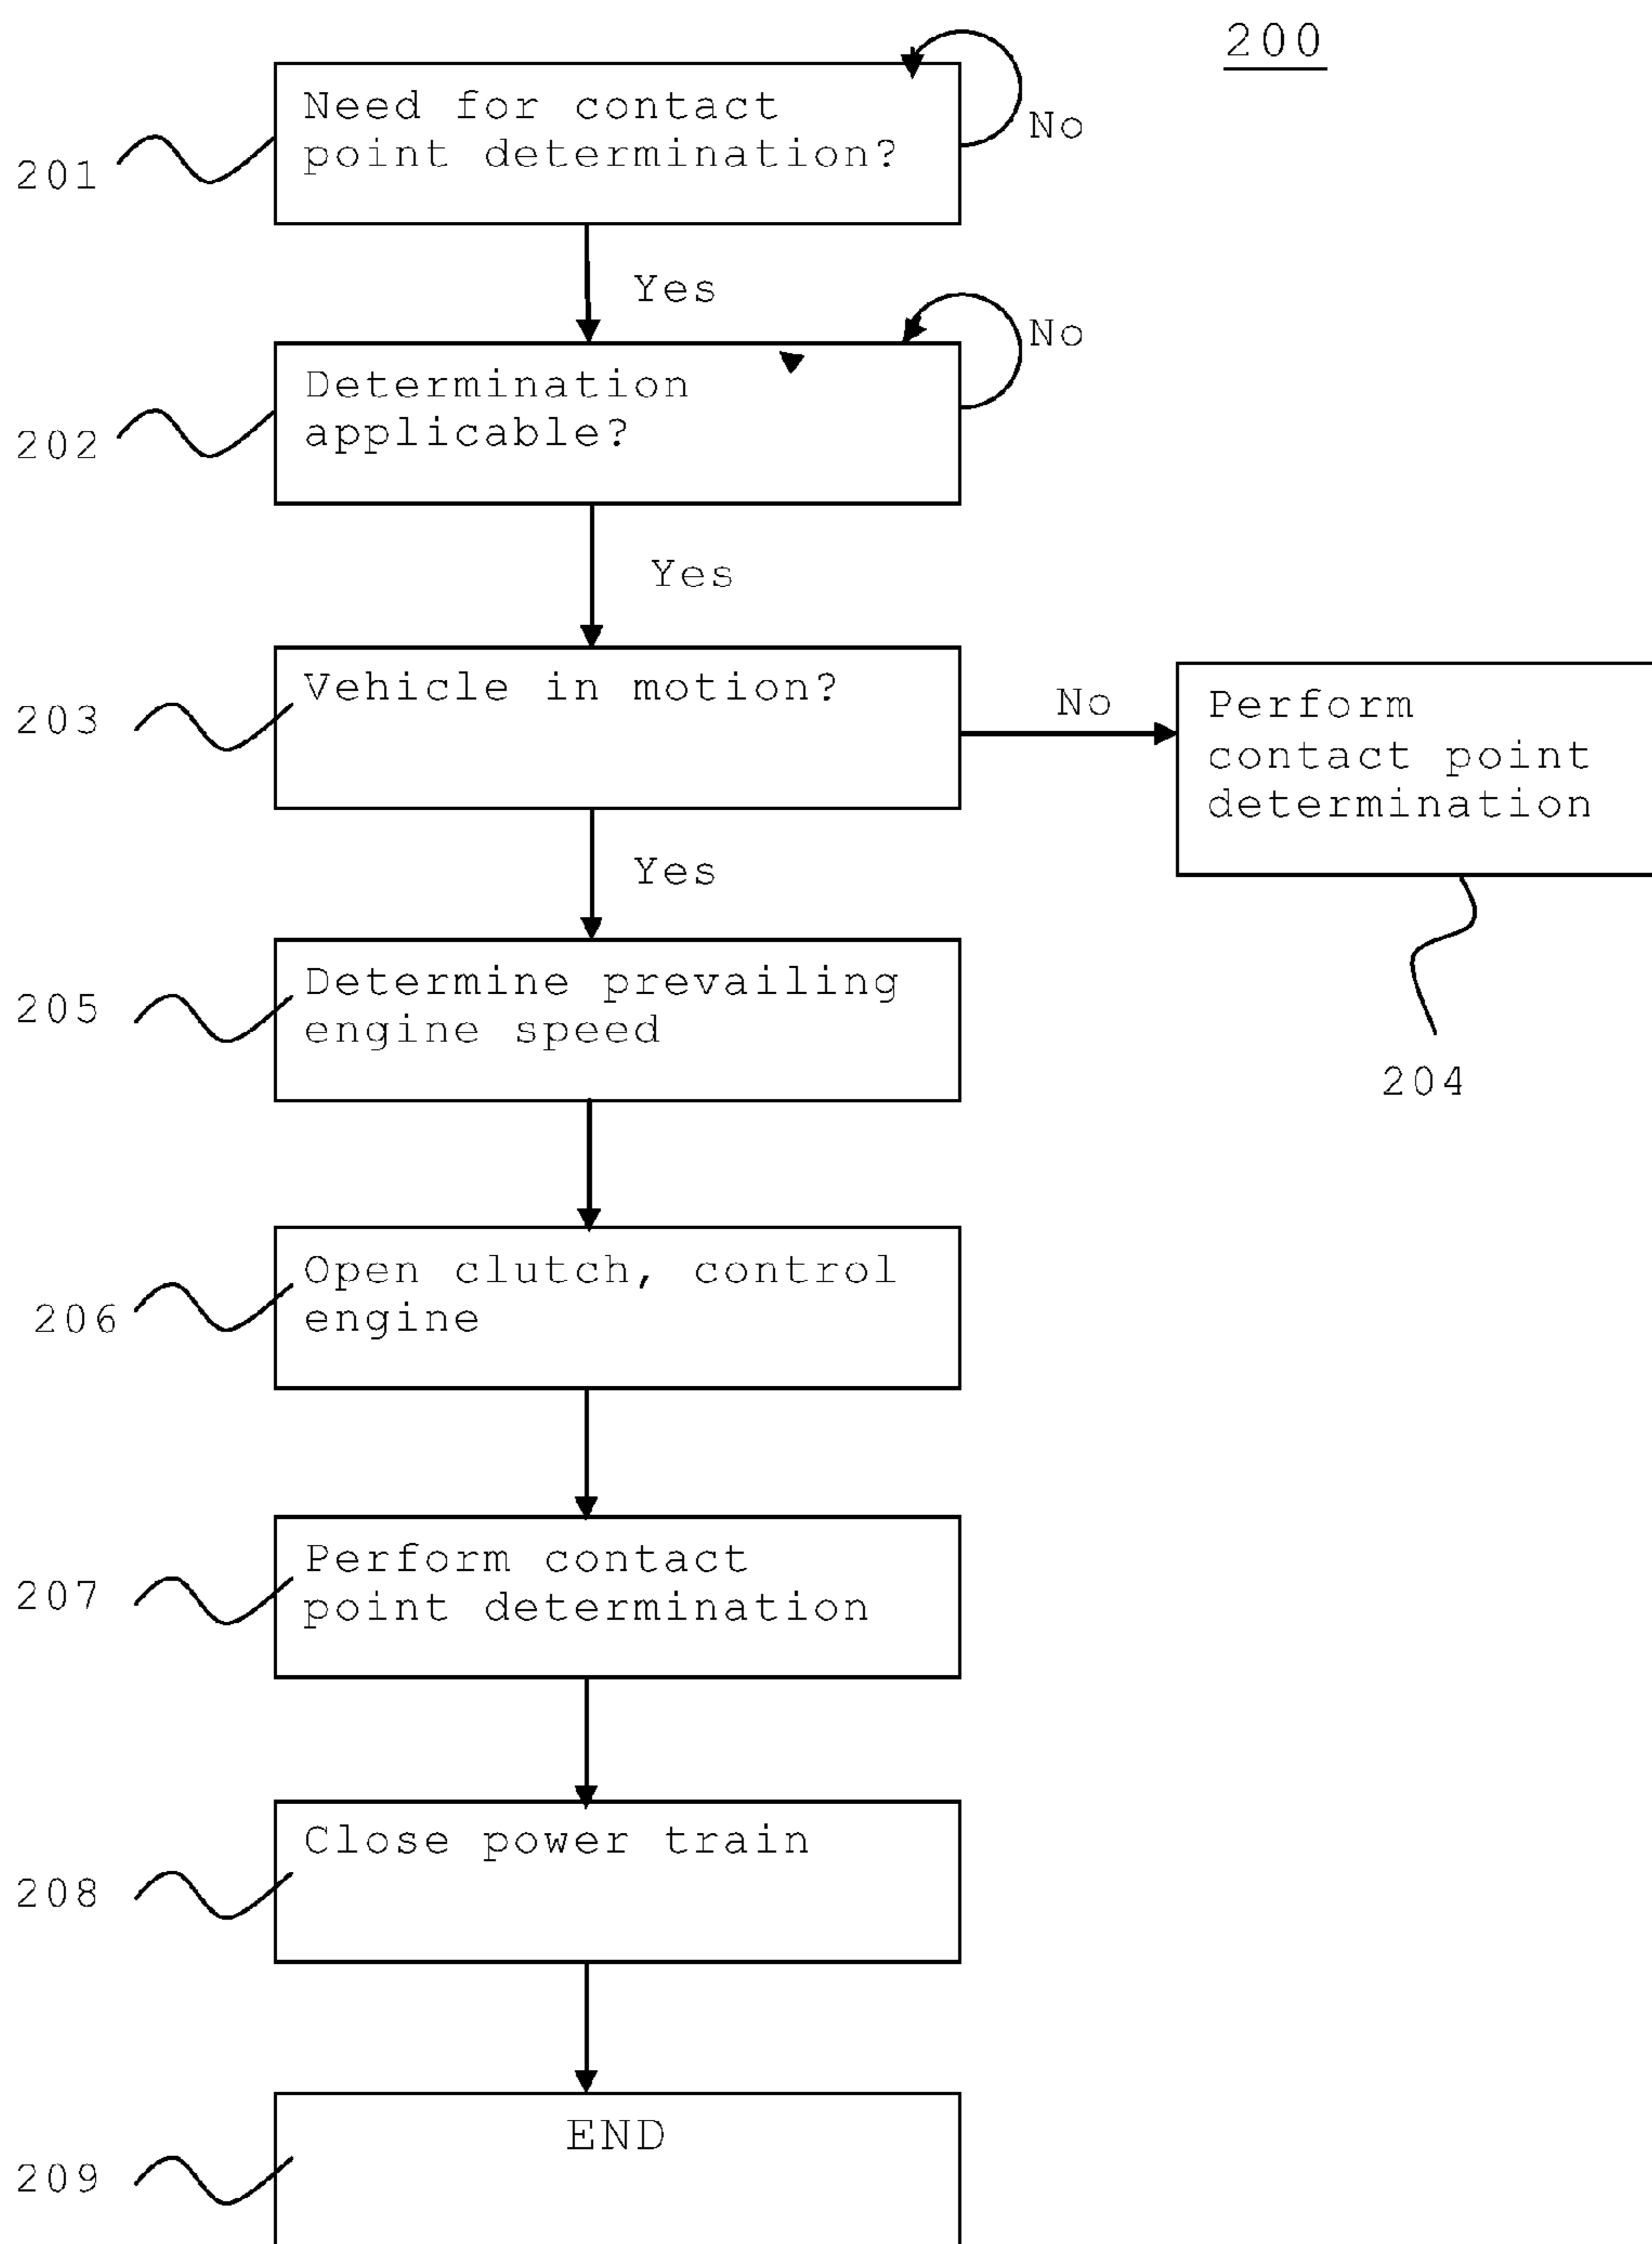 200
Need for contact
point determination?
No
201
Yes
Determination
applicable?
No
202
Yes
Vehicle in motion?
203
No
Perform
contact point
determination
204
Yes
Determine prevailing
engine speed
205
Open clutch, control
engine
206
Perform contact
point determination
207
Close power train
208
END
209